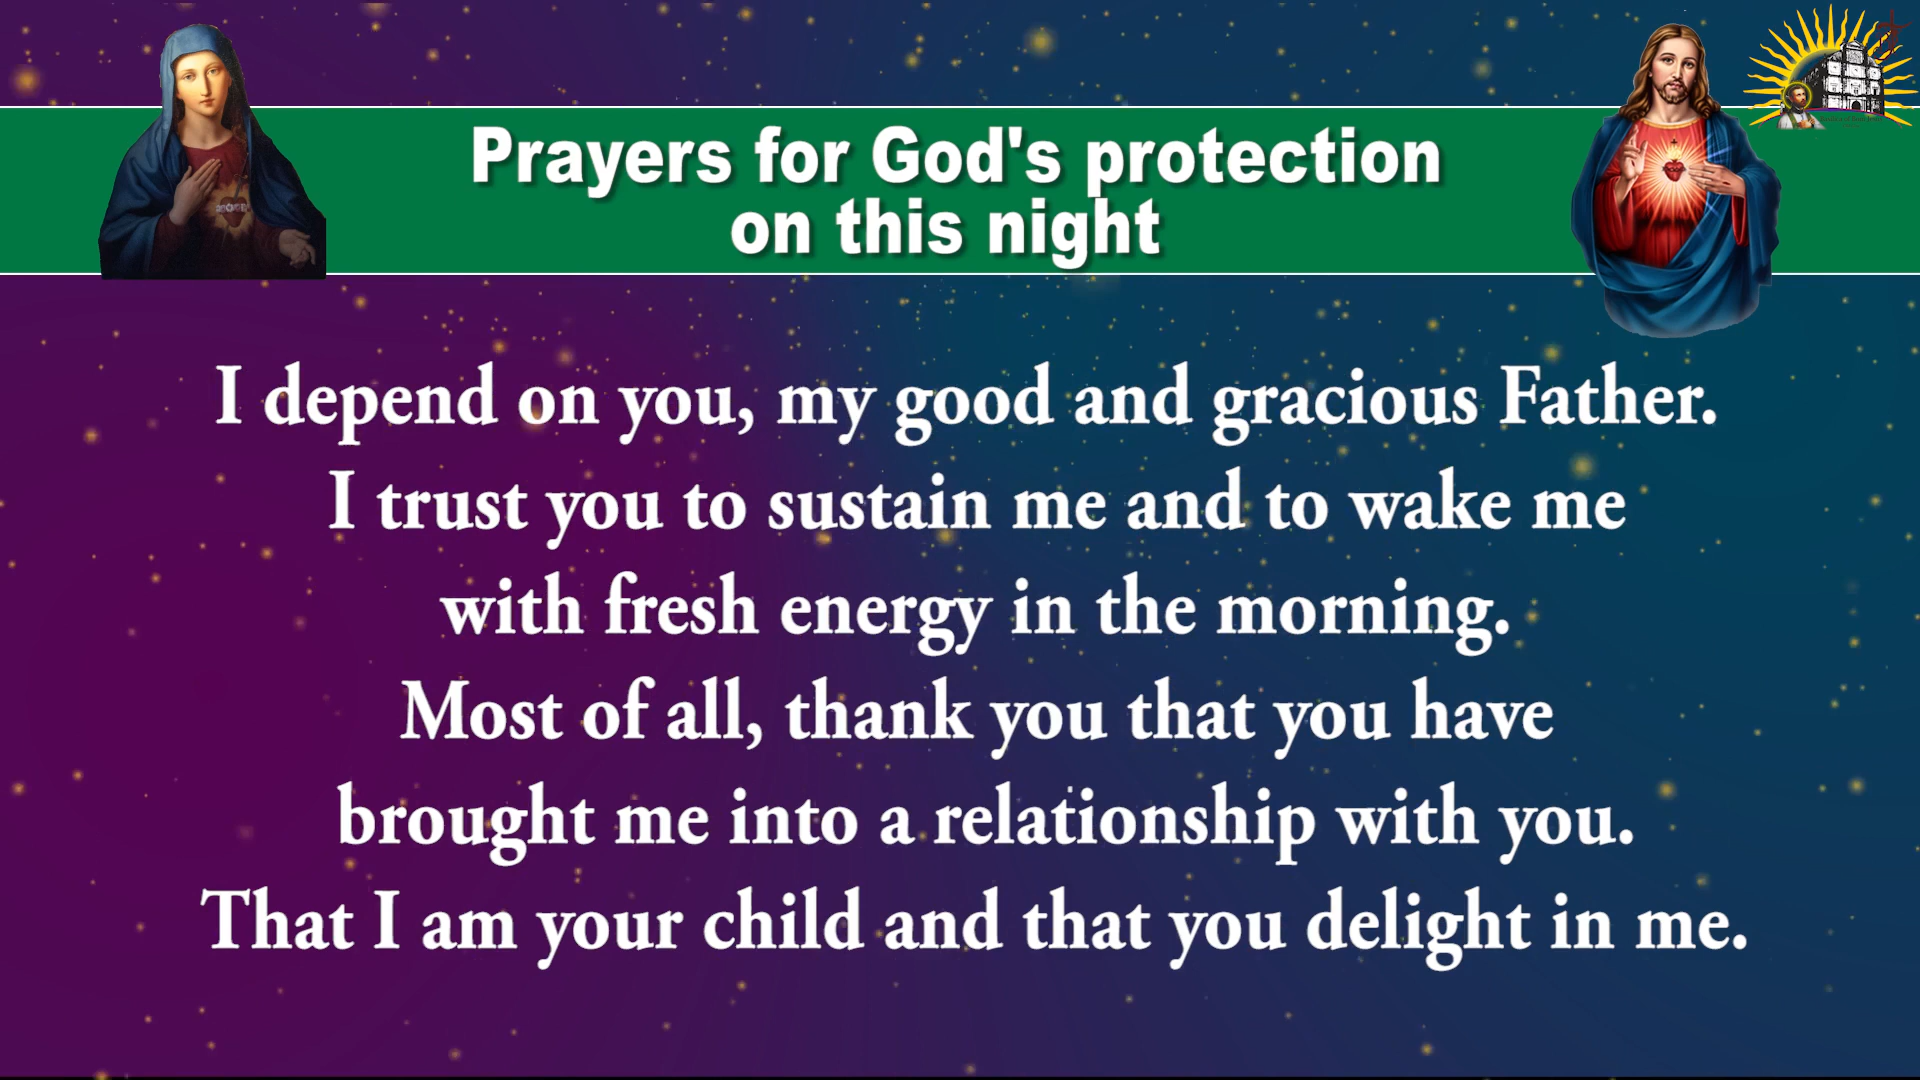 Prayers for God's protection
on this night
I depend on you, my good and gracious Father.
I trust you to sustain me and to wake me
with fresh energy in the morning.
Most of all, thank you that you have
brought me into a relationship with you.
That I am your child and that you delight in me.